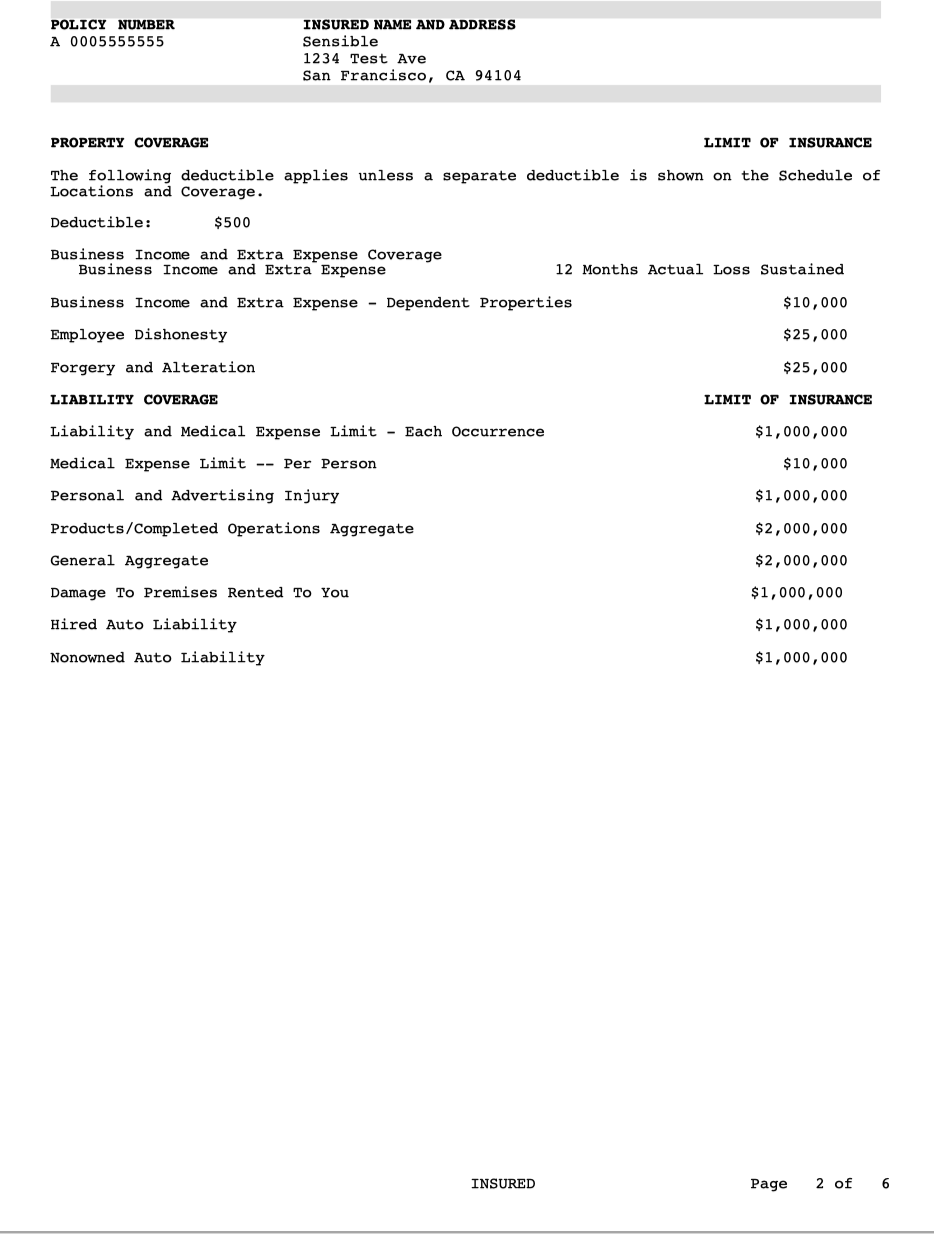 POLICY NUMBER INSURED NAME AND ADDRESS
A 0005555555 Sensible
1234 Test Ave
San Francisco, CA 94104
PROPERTY COVERAGE LIMIT OF INSURANCE
The following deductible applies unless a separate deductible is shown on the Schedule of
Locations and Coverage.
Deductible: $500
Business Income and Extra Expense Coverage
Business Income and Extra Expense 12 Months Actual Loss Sustained
Business Income and Extra Expense - Dependent Properties $10,000
Employee Dishonesty $25,000
Forgery and Alteration $25,000
LIABILITY COVERAGE LIMIT OF INSURANCE
Liability and Medical Expense Limit - Each Occurrence $1,000,000
Medical Expense Limit -- Per Person $10,000
Personal and Advertising Injury $1,000,000
Products/Completed Operations Aggregate $2,000,000
General Aggregate $2,000,000
Damage To Premises Rented To You $1,000,000
Hired Auto Liability $1,000,000
Nonowned Auto Liability $1,000,000
INSURED Page 2 of 6